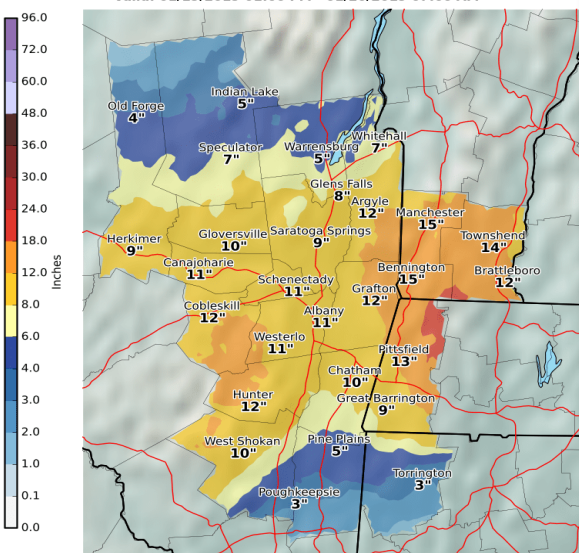 96.0
72.0
60.0
48.0
36.0
30.0
24.0
18.0
12.0
8.0
6.0
4.0
3.0
2.0
1.0
0.1
0.0
Inches
Old Forge
4"
Indian Lake
5"
Speculator
7"
Warrensburg
5"
Whitehall
7"
Glens Falls
8"
Argyle
12"
Manchester
15"
Townshend
14"
Herkimer
9"
Gloversville
10"
Saratoga Springs
9"
Canajoharie
11"
Schenectady
11"
Bennington
15"
Brattleboro
12"
Grafton
12"
Cobleskill
12"
Albany
11"
Westerlo
11"
Pittsfield
13"
Chatham
10"
Hunter
12"
Great Barrington
9"
West Shokan
10"
Pine Plains
5"
Torrington
3"
Poughkeepsie
3"